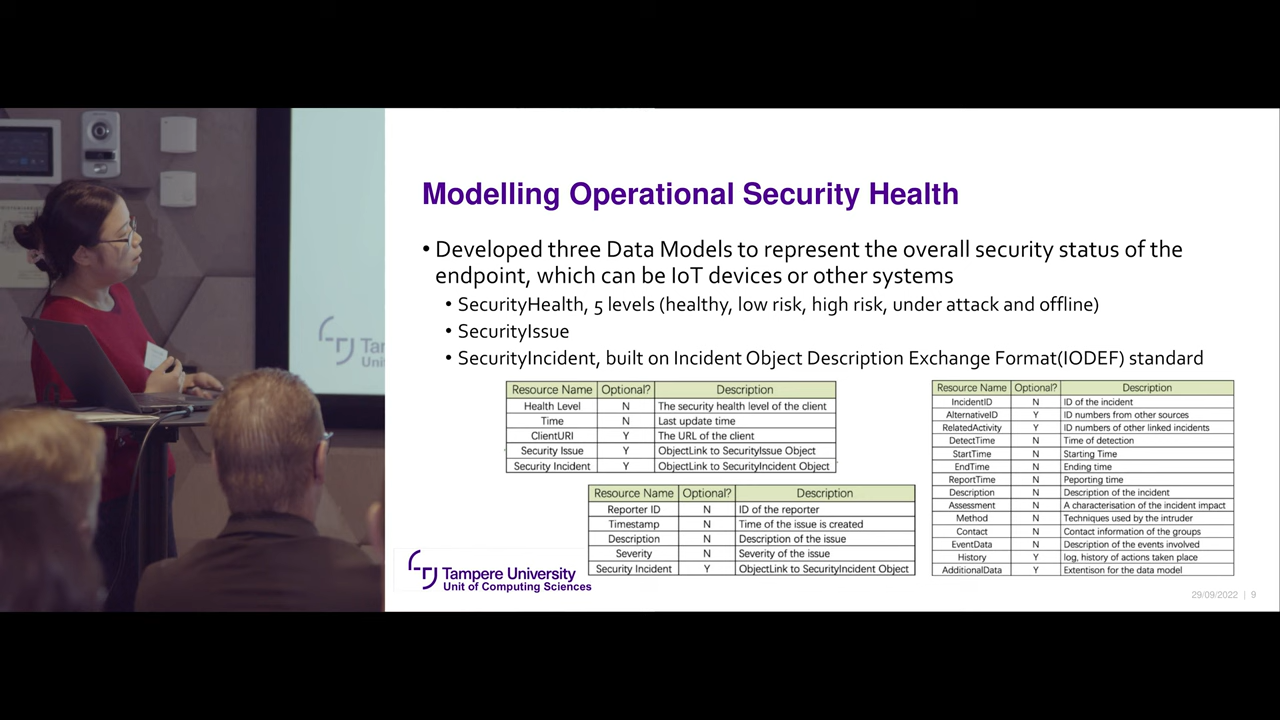 Modelling Operational Security Health
• Developed three Data Models to represent the overall security status of the
endpoint, which can be IoT devices or other systems
• SecurityHealth, 5 levels (healthy, low risk, high risk, under attack and offline)
• SecurityIssue
• SecurityIncident, built on Incident Object Description Exchange Format(IODEF) standard
Resource Name Optional? Description
Health Level N The security health level of the client
Time N Last update time
ClientURI Y The URL of the client
Security Issue Y ObjectLink to SecurityIssue Object
Security Incident Y ObjectLink to SecurityIncident Object
Resource Name Optional? Description
Reporter ID N ID of the reporter
Timestamp N Time of the issue is created
Description N Description of the issue
Severity N Severity of the issue
Security Incident Y ObjectLink to SecurityIncident Object
Resource Name Optional? Description
IncidentID N ID of the incident
AlternativeID Y ID numbers from other sources
RelatedActivity Y ID numbers of other linked incidents
DetectTime N Time of detection
StartTime N Starting Time
EndTime N Ending time
ReportTime N Peporting time
Description N Description of the incident
Assessment N A characterisation of the incident impact
Method N Techniques used by the intruder
Contact N Contact information of the groups
EventData N Description of the events involved
History Y log, history of actions taken place
AdditionalData Y Extentison for the data model
Tampere University
Unit of Computing Sciences
29/09/2022 | 9
Tam
Unit